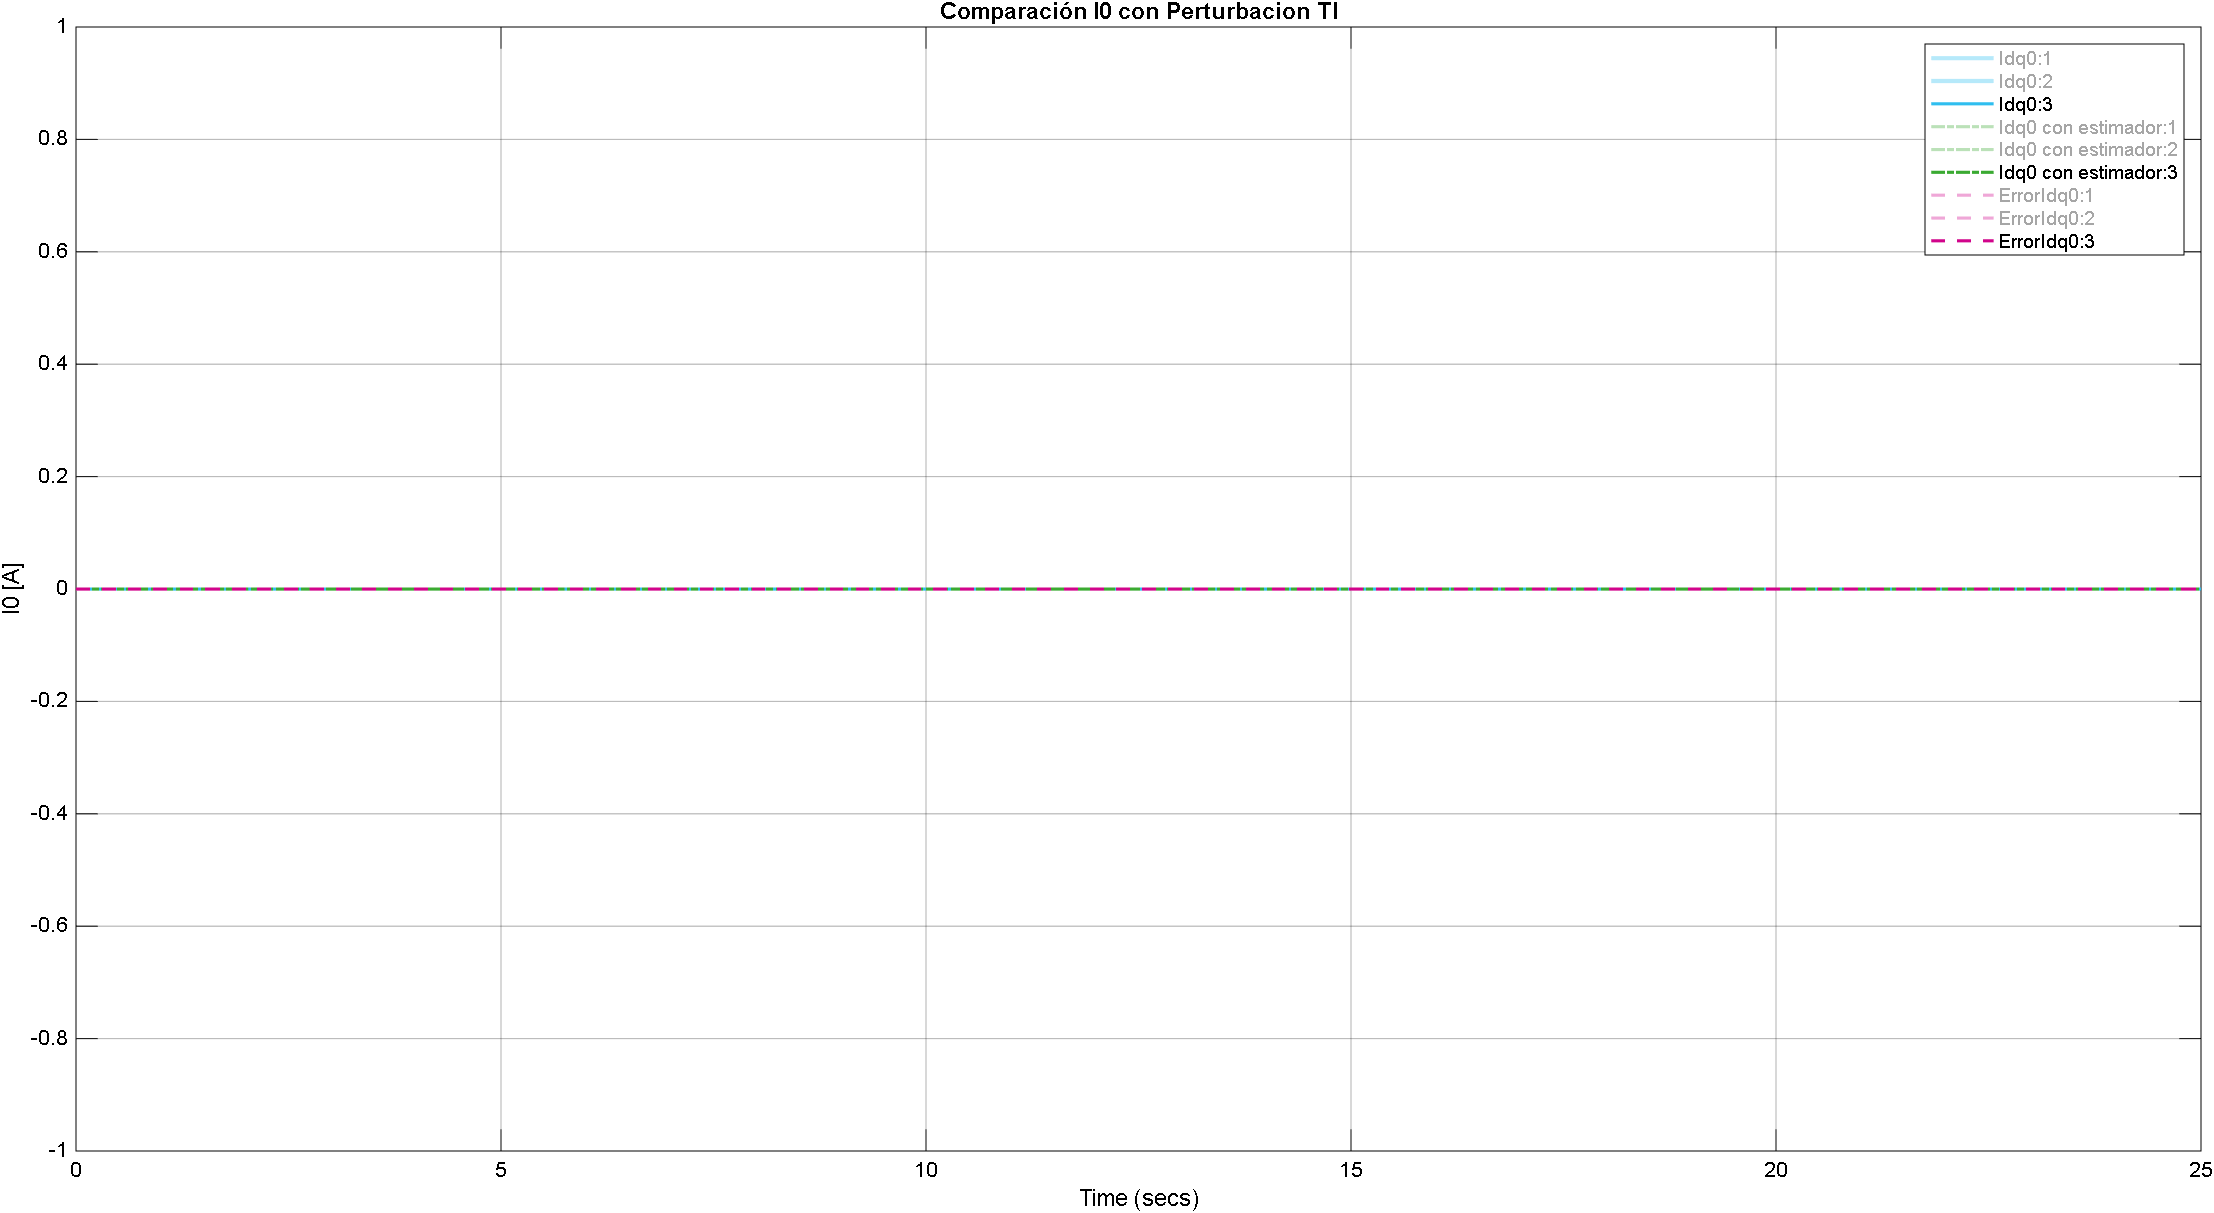 Comparación I0 con Perturbacion Tl
1
0.8
0.6
0.4
0.2
0
-0.2
-0.4
-0.6
-0.8
-1
I0 [A]
Idq0:1
Idq0:2
Idq0:3
Idq0 con estimador:1
Idq0 con estimador:2
Idq0 con estimador:3
ErrorIdq0:1
ErrorIdq0:2
ErrorIdq0:3
0 5 10 15 20 25
Time (secs)